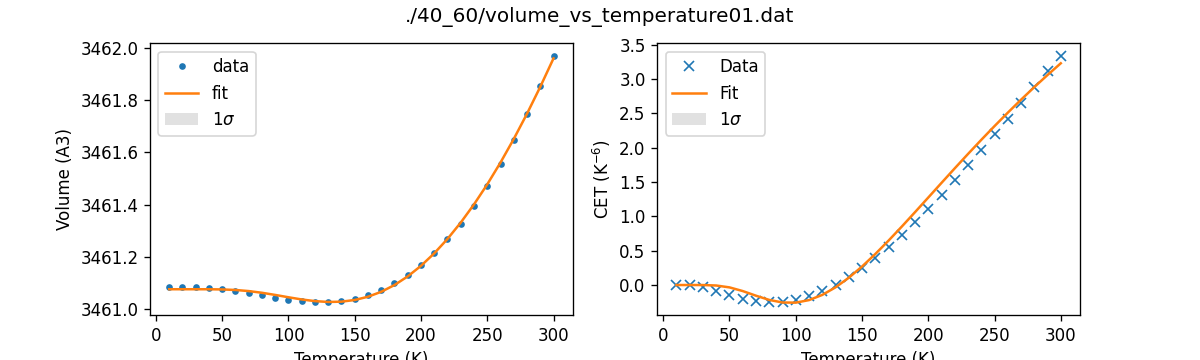 ./40_60/volume_vs_temperature01.dat
3462.0
3461.8
3461.6
3461.4
3461.2
3461.0
Volume (A3)
data
fit
1σ
0
50
100
150
200
250
300
Temperature (K)
3.5
3.0
2.5
2.0
1.5
1.0
0.5
0.0
CET (K⁻⁶)
Data
Fit
1σ
0
50
100
150
200
250
300
Temperature (K)